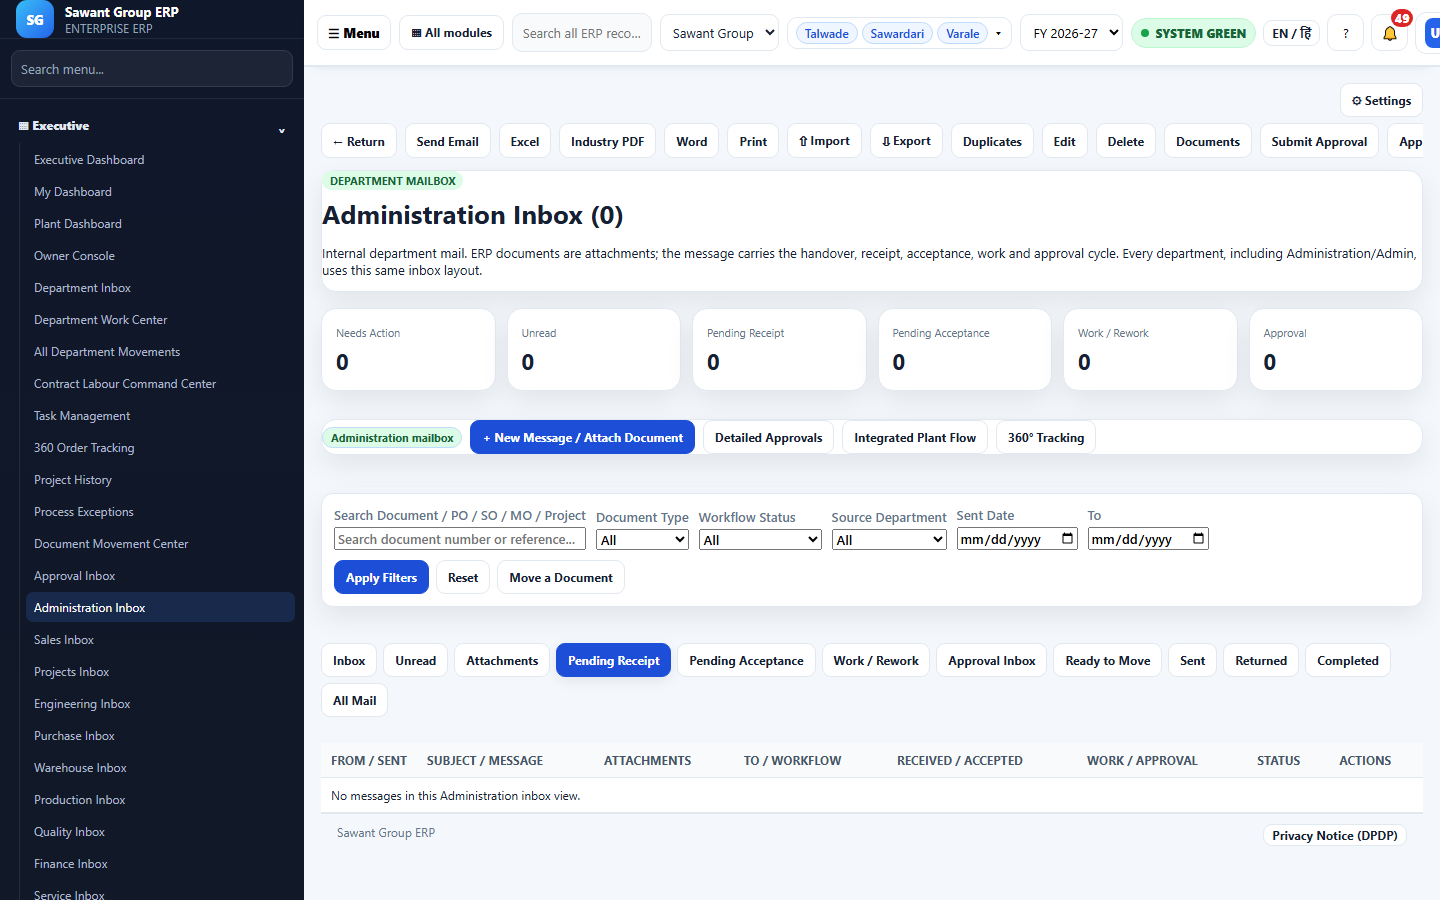 SG
Sawant Group ERP
ENTERPRISE ERP
Search menu...
Executive
Executive Dashboard
My Dashboard
Plant Dashboard
Owner Console
Department Inbox
Department Work Center
All Department Movements
Contract Labour Command Center
Task Management
360 Order Tracking
Project History
Process Exceptions
Document Movement Center
Approval Inbox
Administration Inbox
Sales Inbox
Projects Inbox
Engineering Inbox
Purchase Inbox
Warehouse Inbox
Production Inbox
Quality Inbox
Finance Inbox
Service Inbox
☰ Menu
All modules
Search all ERP reco...
Sawant Group
Talwade Sawardari Varale
FY 2026-27
SYSTEM GREEN
EN / हिं
?
49
U
⚙ Settings
← Return
Send Email
Excel
Industry PDF
Word
Print
⇧ Import
⇩ Export
Duplicates
Edit
Delete
Documents
Submit Approval
App
DEPARTMENT MAILBOX
Administration Inbox (0)
Internal department mail. ERP documents are attachments; the message carries the handover, receipt, acceptance, work and approval cycle. Every department, including Administration/Admin,
uses this same inbox layout.
Needs Action
0
Unread
0
Pending Receipt
0
Pending Acceptance
0
Work / Rework
0
Approval
0
Administration mailbox
+ New Message / Attach Document
Detailed Approvals
Integrated Plant Flow
360° Tracking
Search Document / PO / SO / MO / Project
Search document number or reference...
Document Type
All
Workflow Status
All
Source Department
All
Sent Date
mm/dd/yyyy
To
mm/dd/yyyy
Apply Filters
Reset
Move a Document
Inbox
Unread
Attachments
Pending Receipt
Pending Acceptance
Work / Rework
Approval Inbox
Ready to Move
Sent
Returned
Completed
All Mail
FROM / SENT SUBJECT / MESSAGE ATTACHMENTS TO / WORKFLOW RECEIVED / ACCEPTED WORK / APPROVAL STATUS ACTIONS
No messages in this Administration inbox view.
Sawant Group ERP
Privacy Notice (DPDP)